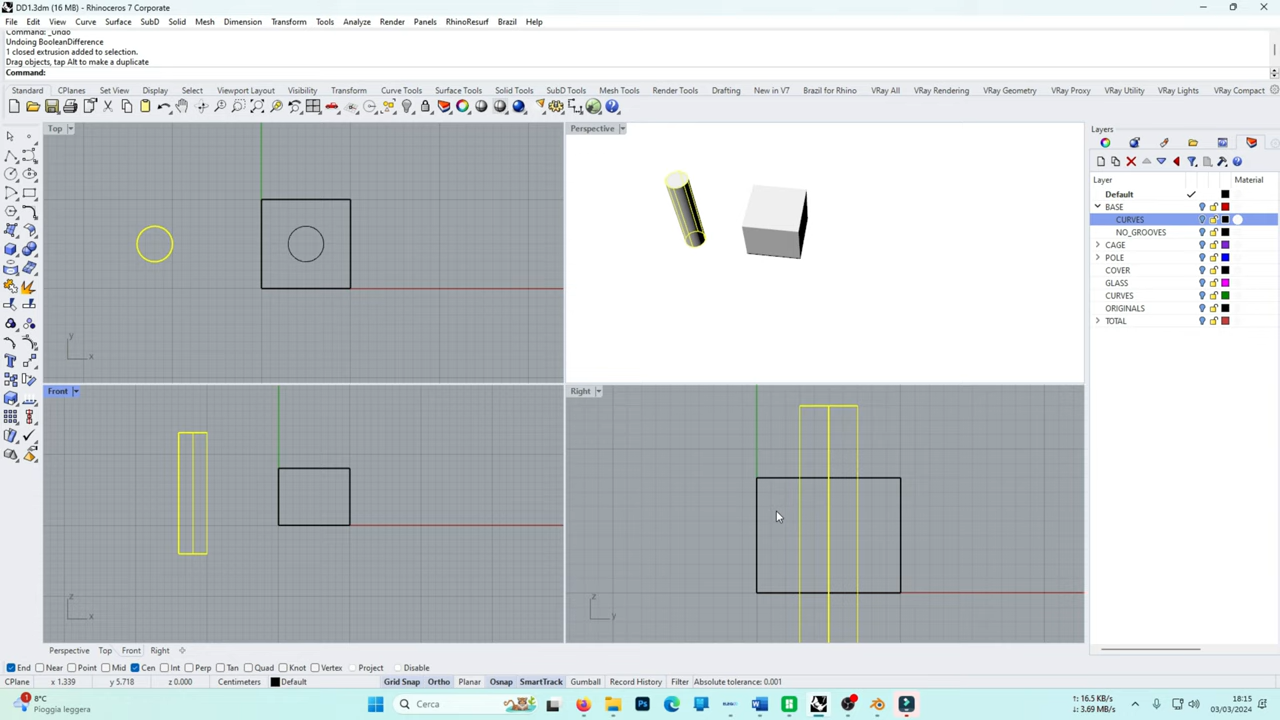 DD1.3dm (16 MB) - Rhinoceros 7 Corporate
File Edit View Curve Surface SubD Solid Mesh Dimension Transform Tools Analyze Render Panels RhinoResurf Brazil Help
Command: _Undo
Undoing BooleanDifference
1 closed extrusion added to selection.
Drag objects, tap Alt to make a duplicate
Command:
Standard CPlanes Set View Display Select Viewport Layout Visibility Transform Curve Tools Surface Tools Solid Tools SubD Tools Mesh Tools Render Tools Drafting New in V7 Brazil for Rhino VRay All VRay Rendering VRay Geometry VRay Proxy VRay Utility VRay Lights VRay Compact
Top
Perspective
Layers
Layer Material
Default
BASE
CURVES
NO_GROOVES
CAGE
POLE
COVER
GLASS
CURVES
ORIGINALS
TOTAL
y
x
Front
Right
z
x
z
y
Perspective Top Front Right
End Near Point Mid Cen Int Perp Tan Quad Knot Vertex Project Disable
CPlane x 1.339 y 5.718 z 0.000 Centimeters Default Grid Snap Ortho Planar Osnap SmartTrack Gumball Record History Filter Absolute tolerance: 0.001
1
8°C
Pioggia leggera
Cerca
Ps
W
↑: 16.5 KB/s
↓: 3.69 MB/s
18:15
03/03/2024